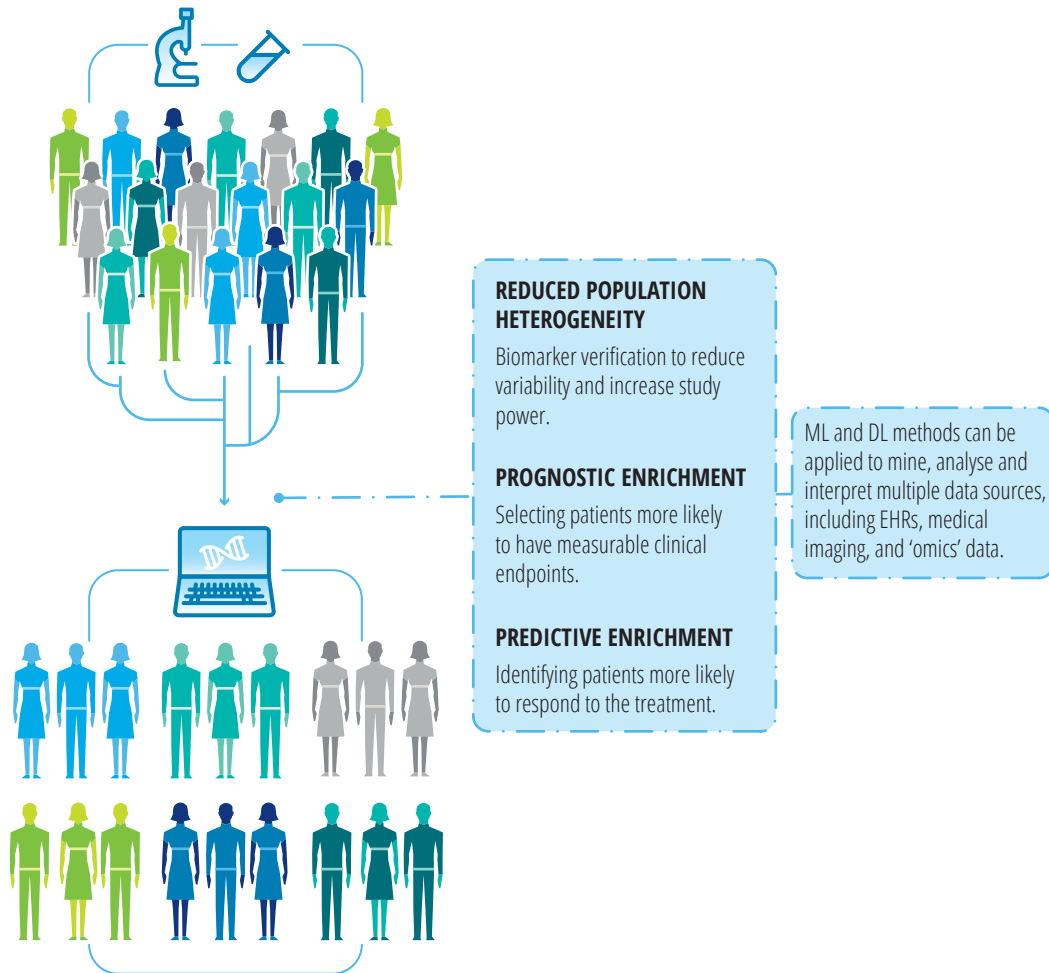 REDUCED POPULATION
HETEROGENEITY
Biomarker verification to reduce
variability and increase study
power.
PROGNOSTIC ENRICHMENT
Selecting patients more likely
to have measurable clinical
endpoints.
PREDICTIVE ENRICHMENT
Identifying patients more likely
to respond to the treatment.
ML and DL methods can be
applied to mine, analyse and
interpret multiple data sources,
including EHRs, medical
imaging, and ‘omics’ data.